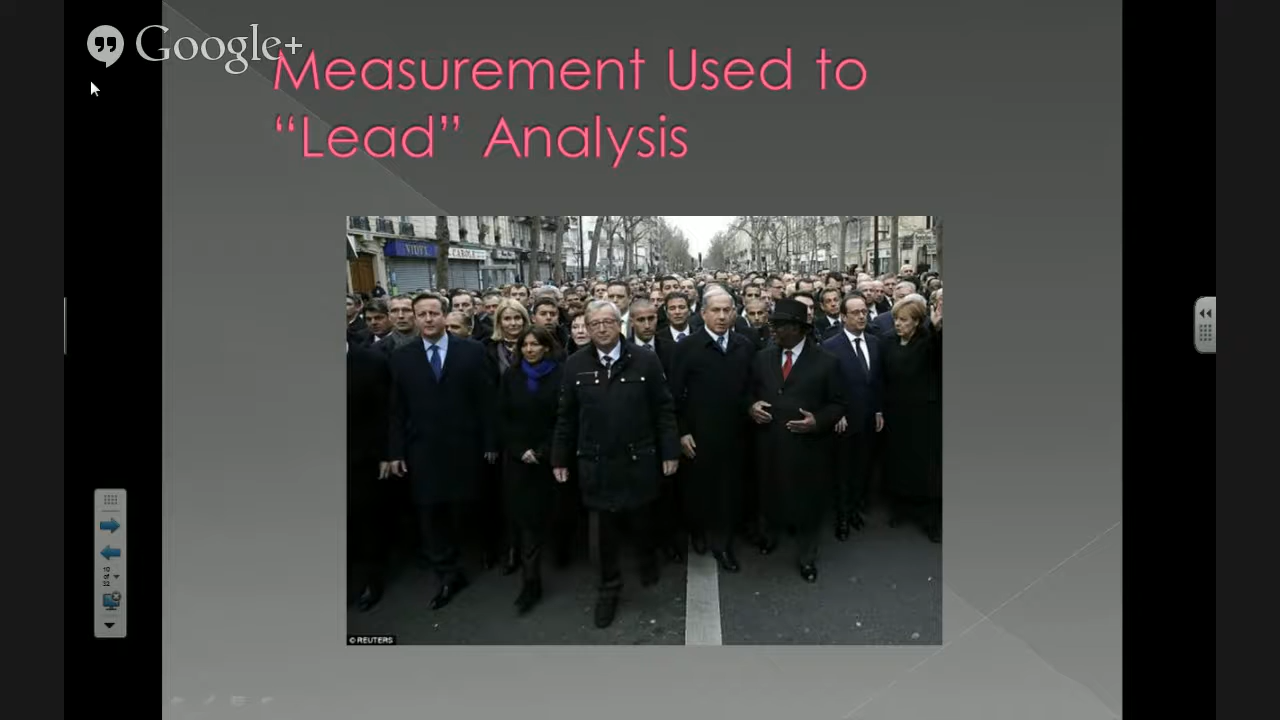 Google+
Measurement Used to
“Lead” Analysis
© REUTERS